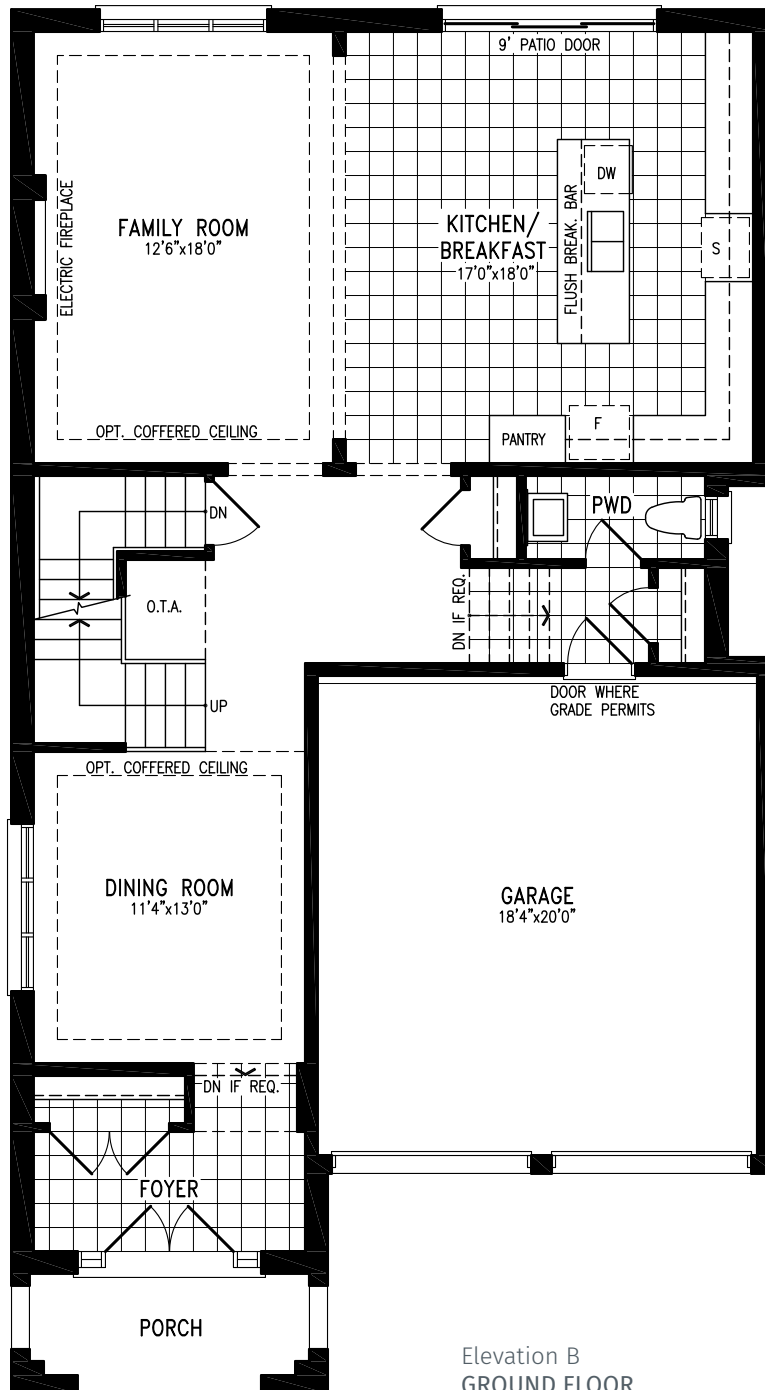 9' PATIO DOOR
ELECTRIC FIREPLACE
FAMILY ROOM
12'6"x18'0"
KITCHEN/
BREAKFAST
17'0"x18'0"
FLUSH BREAK. BAR
DW
S
OPT. COFFERED CEILING
PANTRY
F
DN
PWD
O.T.A.
DN IF REQ.
UP
DOOR WHERE
GRADE PERMITS
OPT. COFFERED CEILING
DINING ROOM
11'4"x13'0"
GARAGE
18'4"x20'0"
DN IF REQ.
FOYER
PORCH
Elevation B
GROUND FLOOR